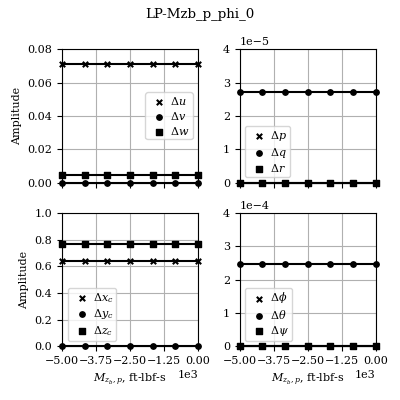 LP-Mzb_p_phi_0
1e−5
0.08
0.06
0.04
0.02
0.00
Amplitude
Δu
Δv
Δw
4
3
2
1
0
Δp
Δq
Δr
1e−4
1.0
0.8
0.6
0.4
0.2
0.0
Amplitude
Δx_c
Δy_c
Δz_c
4
3
2
1
0
Δϕ
Δθ
Δψ
−5.00 −3.75 −2.50 −1.25 0.00
1e3
M_{z_b, p}, ft-lbf-s
−5.00 −3.75 −2.50 −1.25 0.00
1e3
M_{z_b, p}, ft-lbf-s